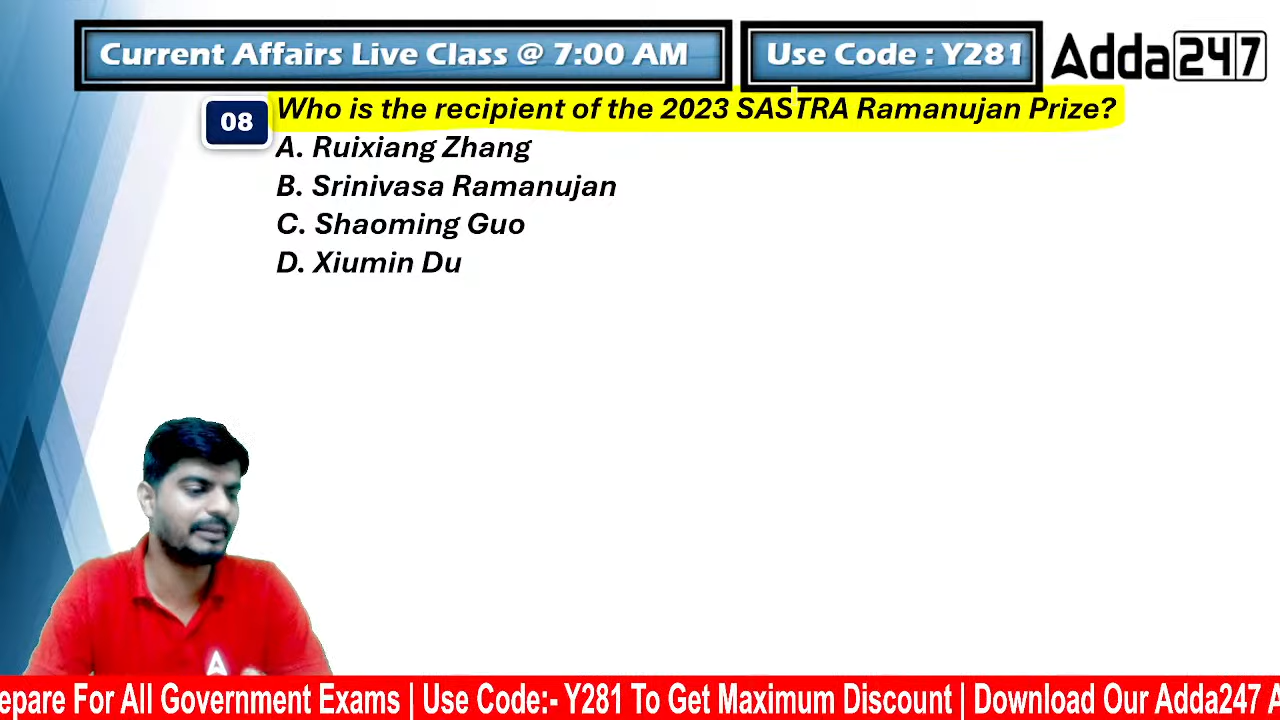 Current Affairs Live Class @ 7:00 AM
Use Code : Y281
Adda247
08
Who is the recipient of the 2023 SASTRA Ramanujan Prize?
A. Ruixiang Zhang
B. Srinivasa Ramanujan
C. Shaoming Guo
D. Xiumin Du
epare For All Government Exams | Use Code:- Y281 To Get Maximum Discount | Download Our Adda247 A